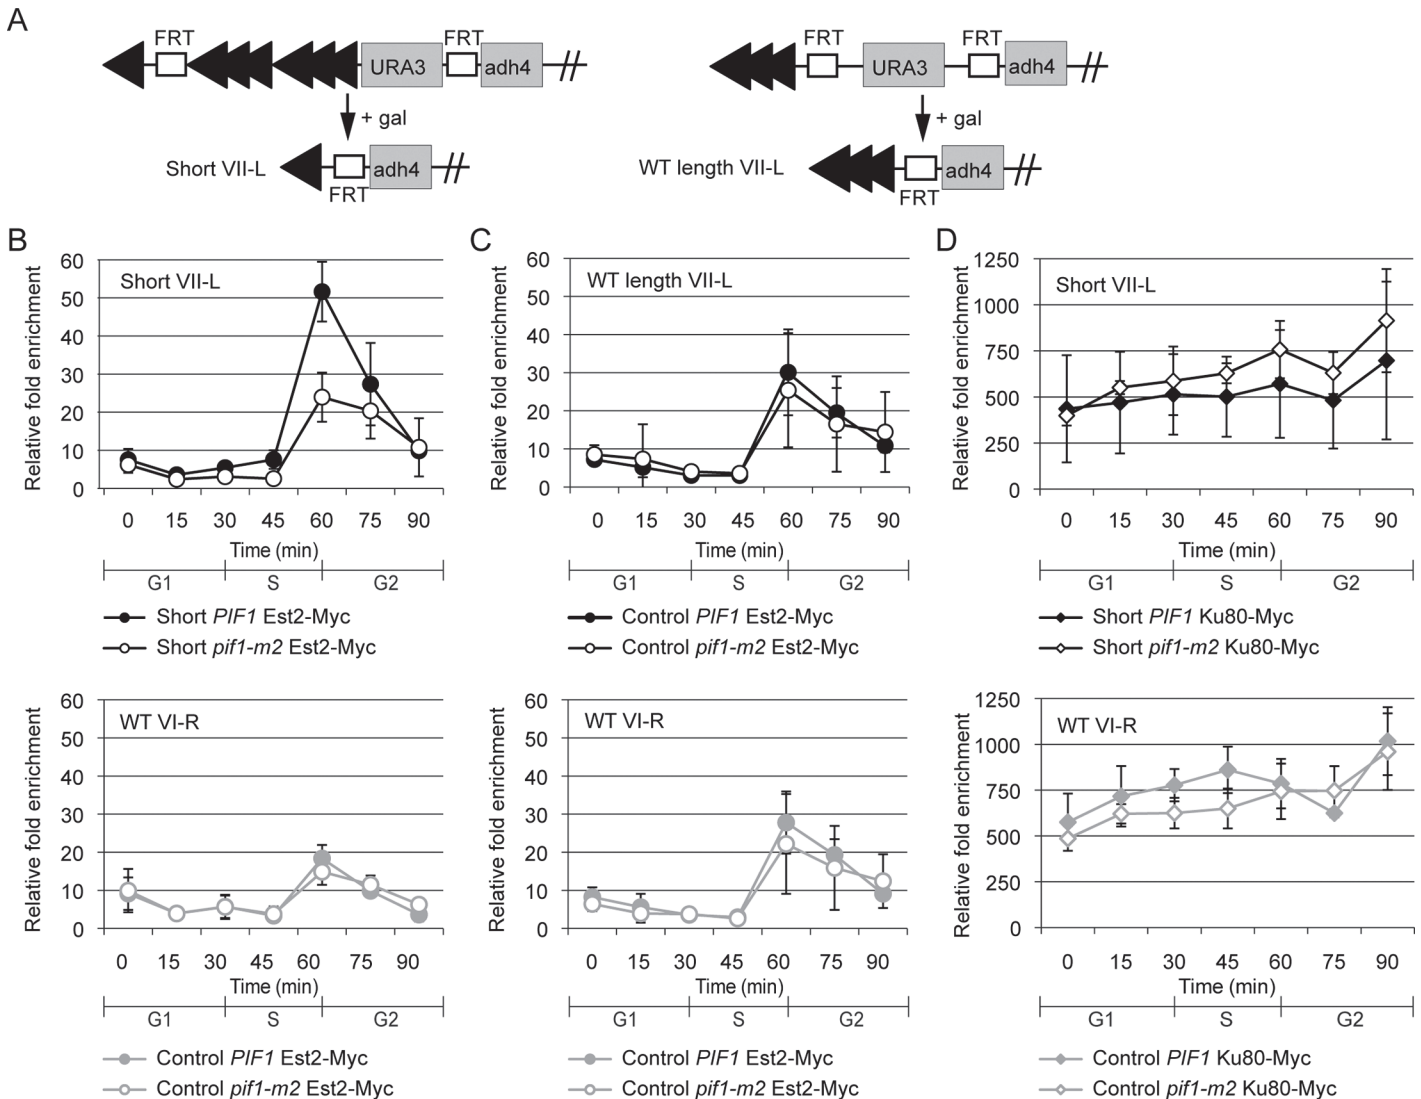 A
FRT
FRT
URA3
adh4
+ gal
Short VII-L
adh4
FRT
FRT
FRT
URA3
adh4
+ gal
WT length VII-L
adh4
FRT
B
Relative fold enrichment
60
50
40
30
20
10
0
Short VII-L
0 15 30 45 60 75 90
Time (min)
G1 S G2
Short PIF1 Est2-Myc
Short pif1-m2 Est2-Myc
C
Relative fold enrichment
60
50
40
30
20
10
0
WT length VII-L
0 15 30 45 60 75 90
Time (min)
G1 S G2
Control PIF1 Est2-Myc
Control pif1-m2 Est2-Myc
D
Relative fold enrichment
1250
1000
750
500
250
0
Short VII-L
0 15 30 45 60 75 90
Time (min)
G1 S G2
Short PIF1 Ku80-Myc
Short pif1-m2 Ku80-Myc
Relative fold enrichment
60
50
40
30
20
10
0
WT VI-R
0 15 30 45 60 75 90
Time (min)
G1 S G2
Control PIF1 Est2-Myc
Control pif1-m2 Est2-Myc
Relative fold enrichment
60
50
40
30
20
10
0
WT VI-R
0 15 30 45 60 75 90
Time (min)
G1 S G2
Control PIF1 Est2-Myc
Control pif1-m2 Est2-Myc
Relative fold enrichment
1250
1000
750
500
250
0
WT VI-R
0 15 30 45 60 75 90
Time (min)
G1 S G2
Control PIF1 Ku80-Myc
Control pif1-m2 Ku80-Myc